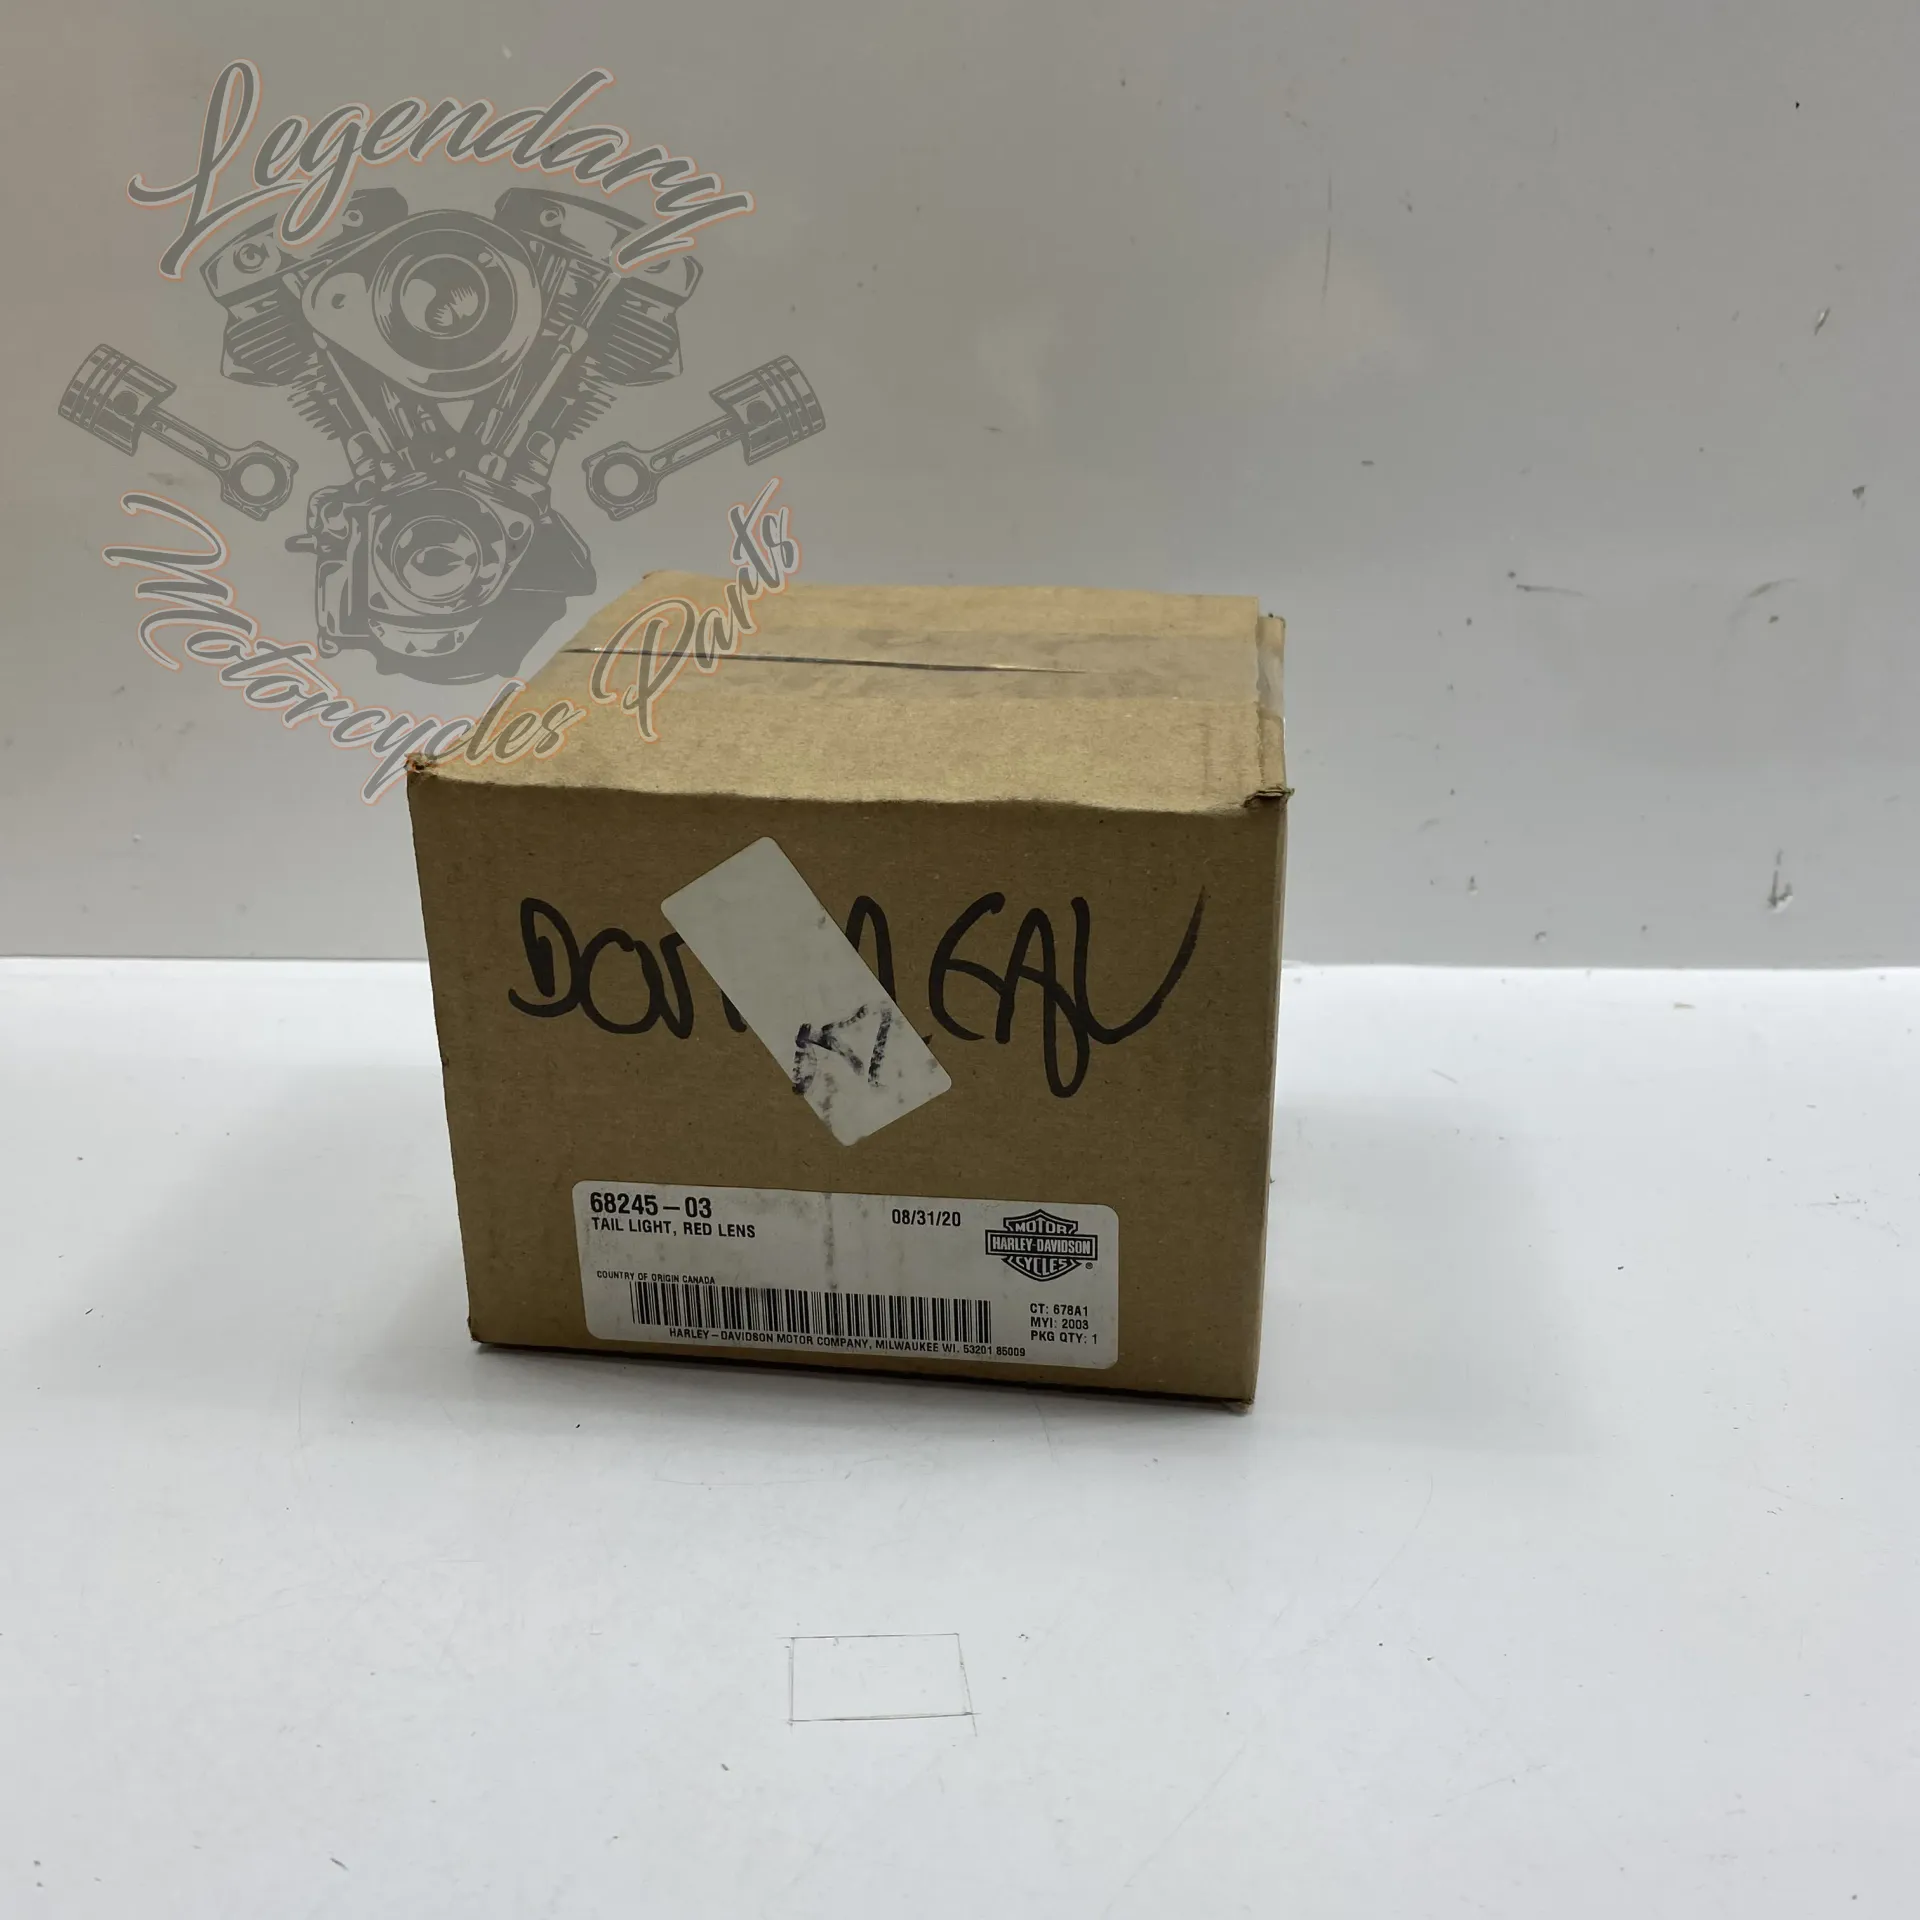 Legendary
Motorcycles Parts
68245-03
TAIL LIGHT, RED LENS
08/31/20
MOTOR
HARLEY-DAVIDSON
CYCLES
®
COUNTRY OF ORIGIN CANADA
CT: 678A1
MYI: 2003
PKG QTY: 1
HARLEY-DAVIDSON MOTOR COMPANY, MILWAUKEE WI. 53201 85009